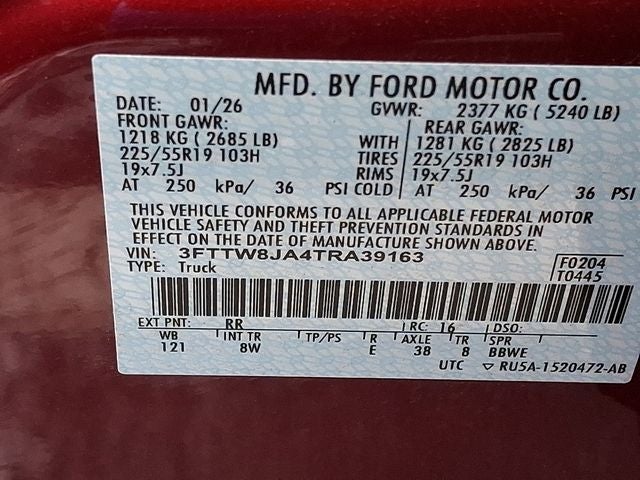 MFD. BY FORD MOTOR CO.
DATE: 01/26 GVWR: 2377 KG ( 5240 LB)
FRONT GAWR: REAR GAWR:
1218 KG ( 2685 LB) WITH 1281 KG ( 2825 LB)
225/55R19 103H TIRES 225/55R19 103H
19x7.5J RIMS 19x7.5J
AT 250 kPa/ 36 PSI COLD AT 250 kPa/ 36 PSI
THIS VEHICLE CONFORMS TO ALL APPLICABLE FEDERAL MOTOR
VEHICLE SAFETY AND THEFT PREVENTION STANDARDS IN
EFFECT ON THE DATE OF MANUFACTURE SHOWN ABOVE.
VIN: 3FTTW8JA4TRA39163 F0204
TYPE: Truck T0445
EXT PNT: RR RC: 16 DSO:
WB INT TR TP/PS R AXLE TR SPR
121 8W E 38 8 BBWE
UTC ▽ RU5A-1520472-AB